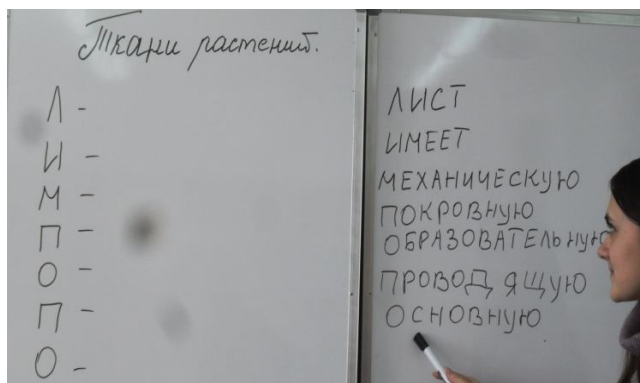 Ткани растений.
Л -
И -
М -
П -
О -
П -
О -
ЛИСТ
ИМЕЕТ
МЕХАНИЧЕСКУЮ
ПОКРОВНУЮ
ОБРАЗОВАТЕЛЬНУЮ
ПРОВОДЯЩУЮ
ОСНОВНУЮ